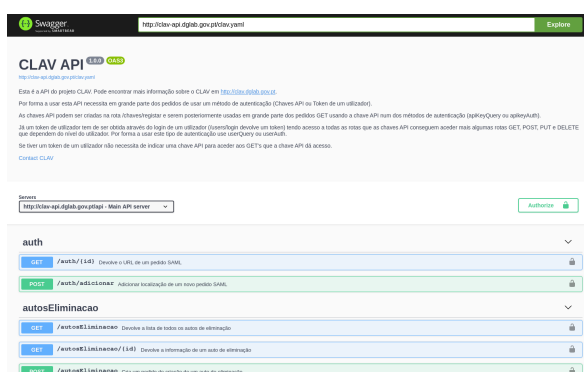 Swagger.
Supported by SMARTBEAR
http://clav-api.dglab.gov.pt/clav.yaml
Explore
CLAV API 1.0.0 OAS3
http://clav-api.dglab.gov.pt/clav.yaml
Esta é a API do projeto CLAV. Pode encontrar mais informação sobre o CLAV em http://clav.dglab.gov.pt.
Por forma a usar esta API necessita em grande parte dos pedidos de usar um método de autenticação (Chaves API ou Token de um utilizador).
As chaves API podem ser criadas na rota /chaves/registar e serem posteriormente usadas em grande parte dos pedidos GET usando a chave API num dos métodos de autenticação (apiKeyQuery ou apikeyAuth).
Já um token de utilizador tem de ser obtida através do login de um utilizador (/users/login devolve um token) tendo acesso a todas as rotas que as chaves API conseguem aceder mais algumas rotas GET, POST, PUT e DELETE
que dependem do nível do utilizador. Por forma a usar este tipo de autenticação use userQuery ou userAuth.
Se tiver um token de um utilizador não necessita de indicar uma chave API para aceder aos GET's que a chave API dá acesso.
Contact CLAV
Servers
http://clav-api.dglab.gov.pt/api - Main API server
Authorize
auth
GET /auth/{id} Devolve o URL de um pedido SAML
POST /auth/adicionar Adicionar localização de um novo pedido SAML
autosEliminacao
GET /autosEliminacao Devolve a lista de todos os autos de eliminação
GET /autosEliminacao/{id} Devolve a informação de um auto de eliminação
POST /autosEliminacao